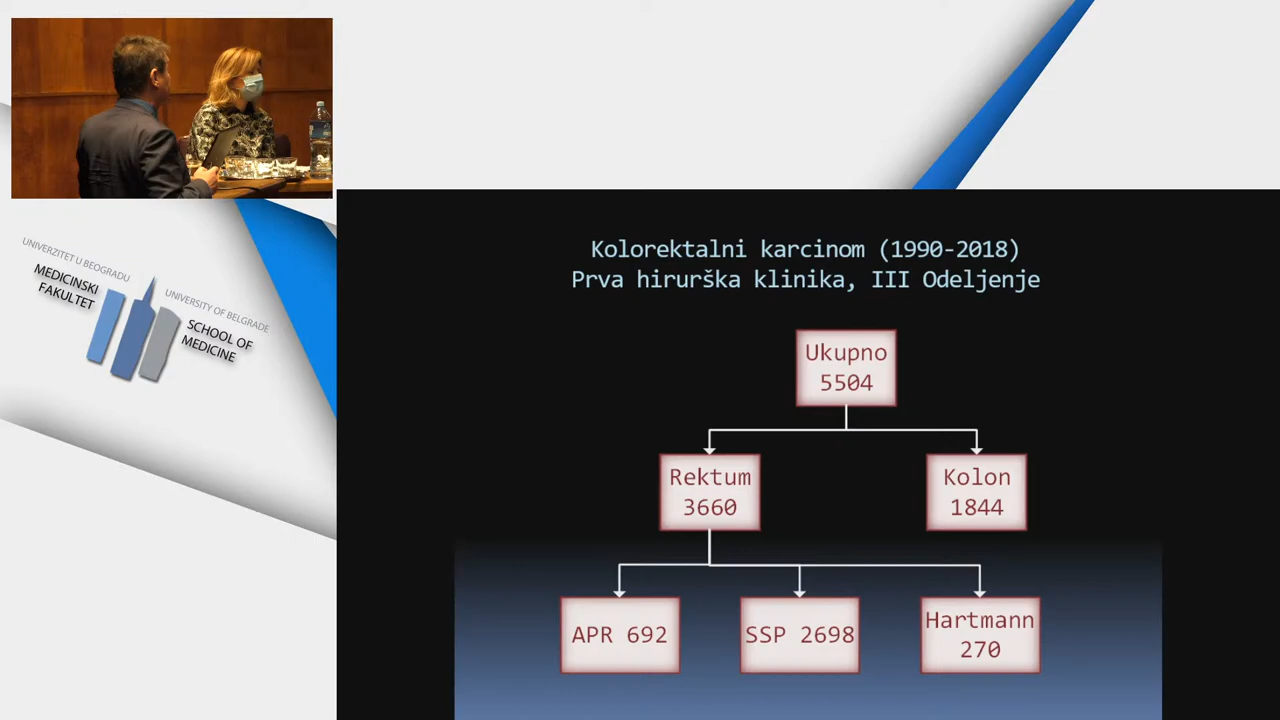 UNIVERZITET U BEOGRADU
MEDICINSKI
FAKULTET
UNIVERSITY OF BELGRADE
SCHOOL OF
MEDICINE
Kolorektalni karcinom (1990-2018)
Prva hirurška klinika, III Odeljenje
Ukupno
5504
Rektum
3660
Kolon
1844
APR 692
SSP 2698
Hartmann
270